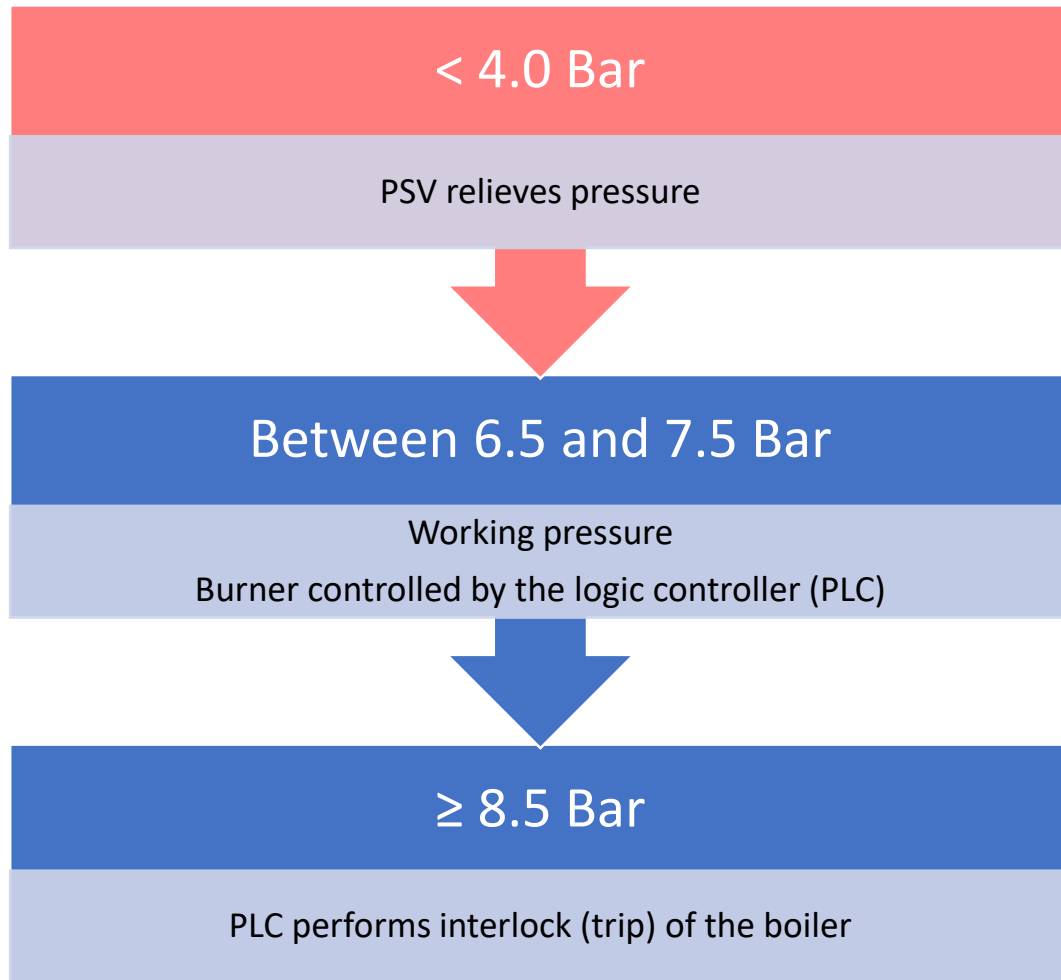 < 4.0 Bar
PSV relieves pressure
Between 6.5 and 7.5 Bar
Working pressure
Burner controlled by the logic controller (PLC)
≥ 8.5 Bar
PLC performs interlock (trip) of the boiler